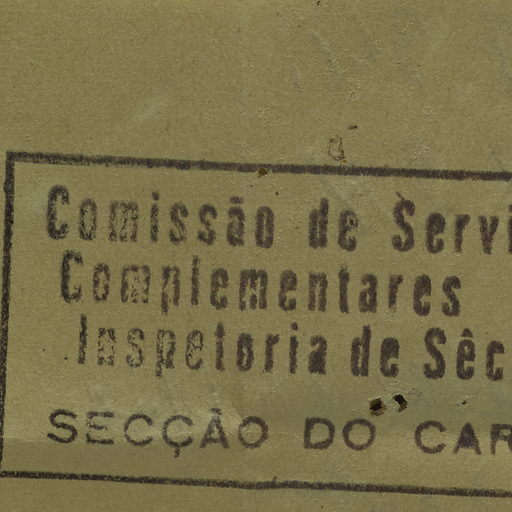 Comissão de Servi
Complementares
Inspetoria de Sêc
SECÇÃO DO CAR